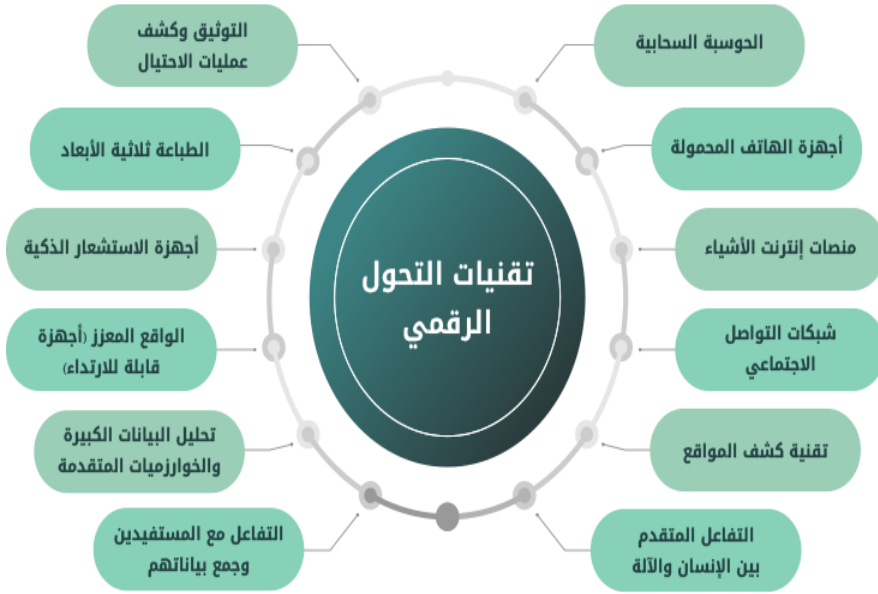 تقنيات التحول
الرقمي
الحوسبة السحابية
أجهزة الهاتف المحمولة
منصات إنترنت الأشياء
شبكات التواصل
الاجتماعي
تقنية كشف المواقع
التفاعل المتقدم
بين الإنسان والآلة
التوثيق وكشف
عمليات الاحتيال
الطباعة ثلاثية الأبعاد
أجهزة الاستشعار الذكية
الواقع المعزز (أجهزة
قابلة للارتداء)
تحليل البيانات الكبيرة
والخوارزميات المتقدمة
التفاعل مع المستفيدين
وجمع بياناتهم